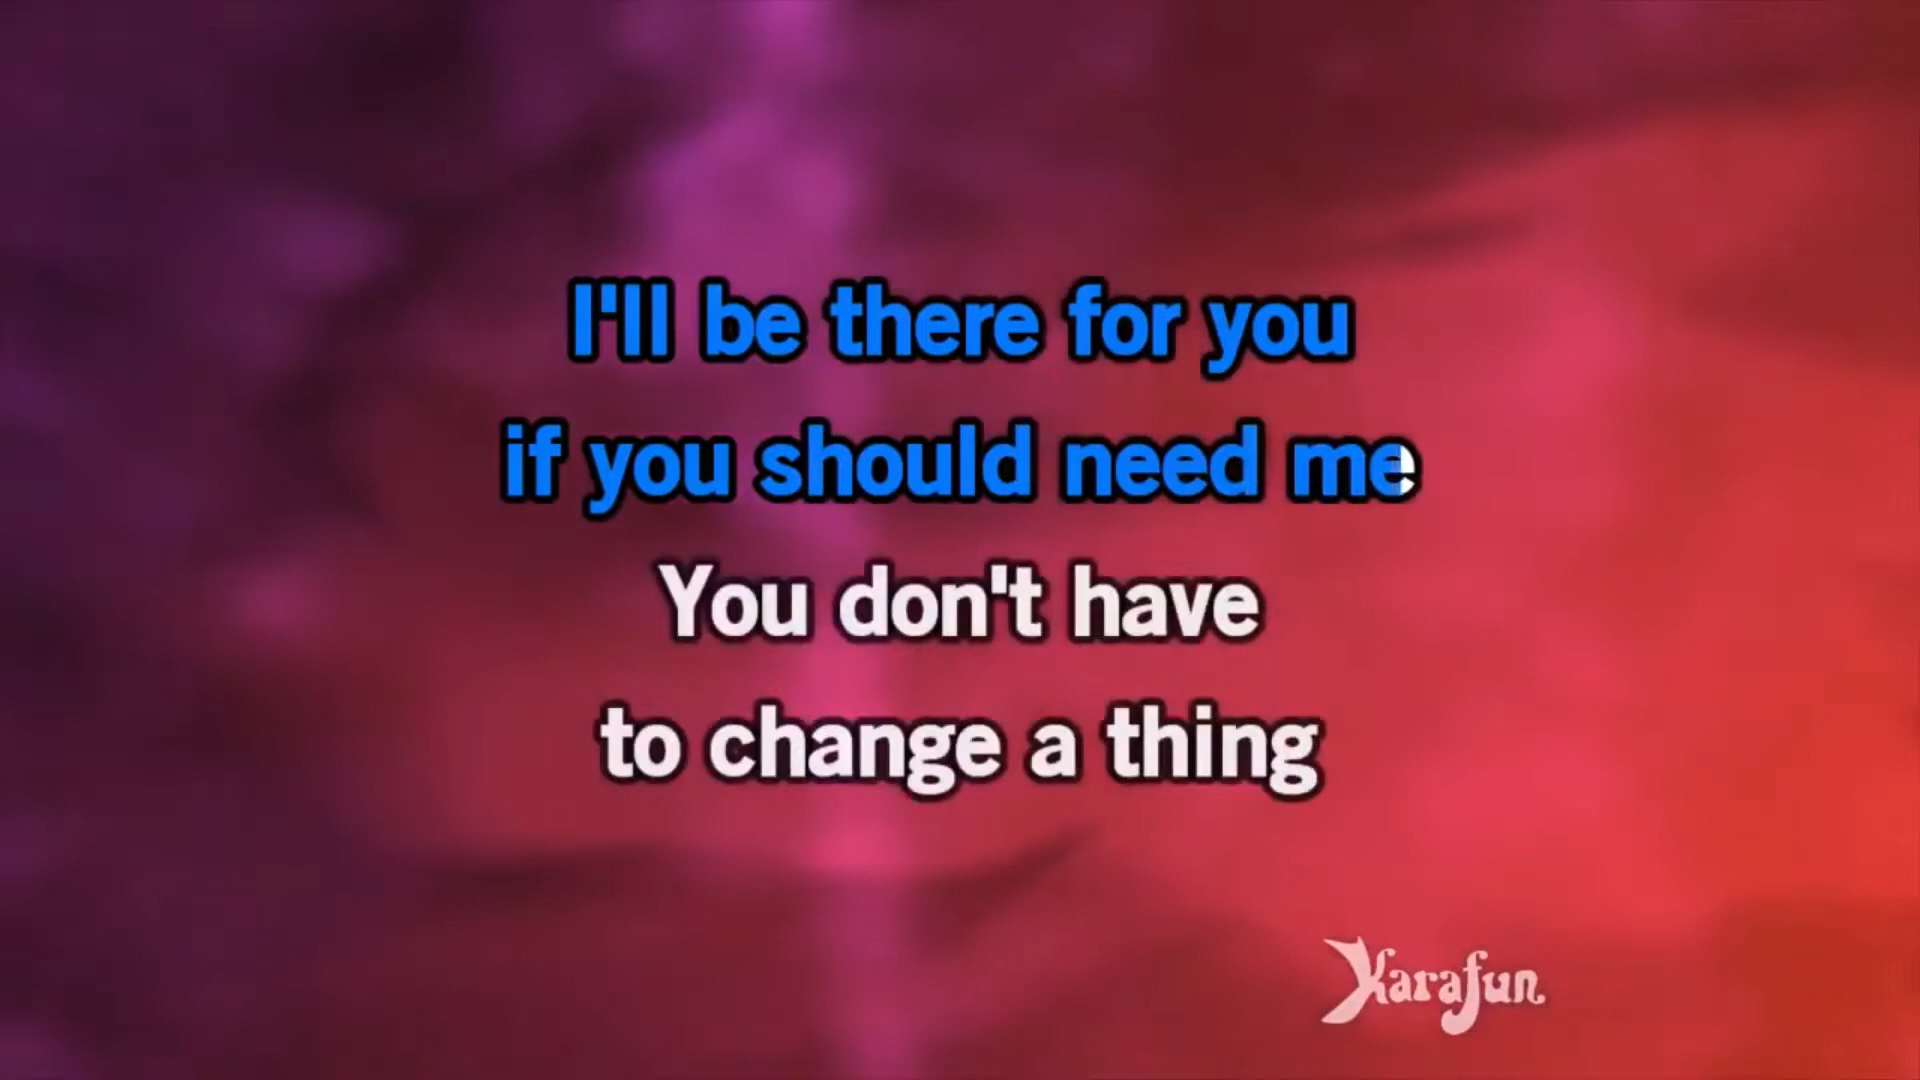 I'll be there for you
if you should need me
You don't have
to change a thing
Karafun